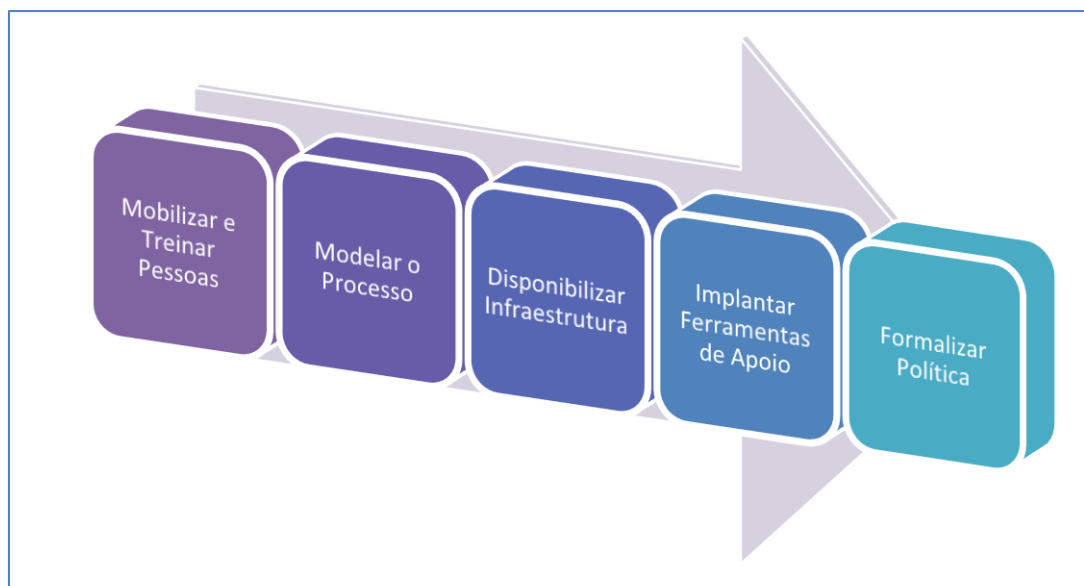 Mobilizar e
Treinar
Pessoas
Modelar o
Processo
Disponibilizar
Infraestrutura
Implantar
Ferramentas
de Apoio
Formalizar
Política